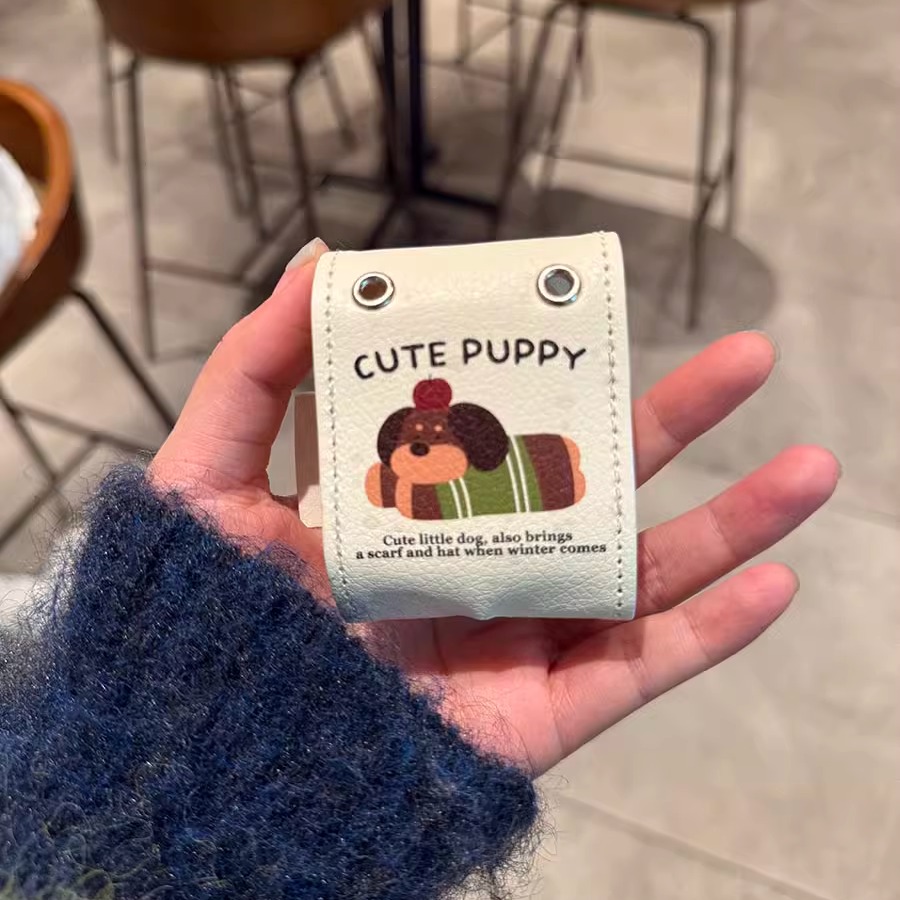 CUTE PUPPY
Cute little dog, also brings
a scarf and hat when winter comes